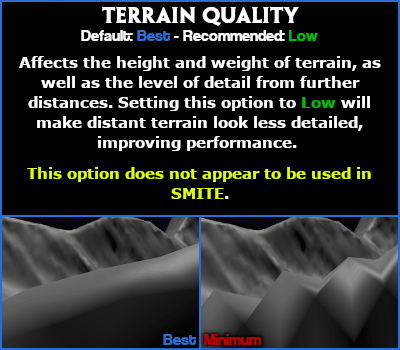 TERRAIN QUALITY
Default: Best - Recommended: Low
Affects the height and weight of terrain, as
well as the level of detail from further
distances. Setting this option to Low will
make distant terrain look less detailed,
improving performance.
This option does not appear to be used in
SMITE.
Best Minimum